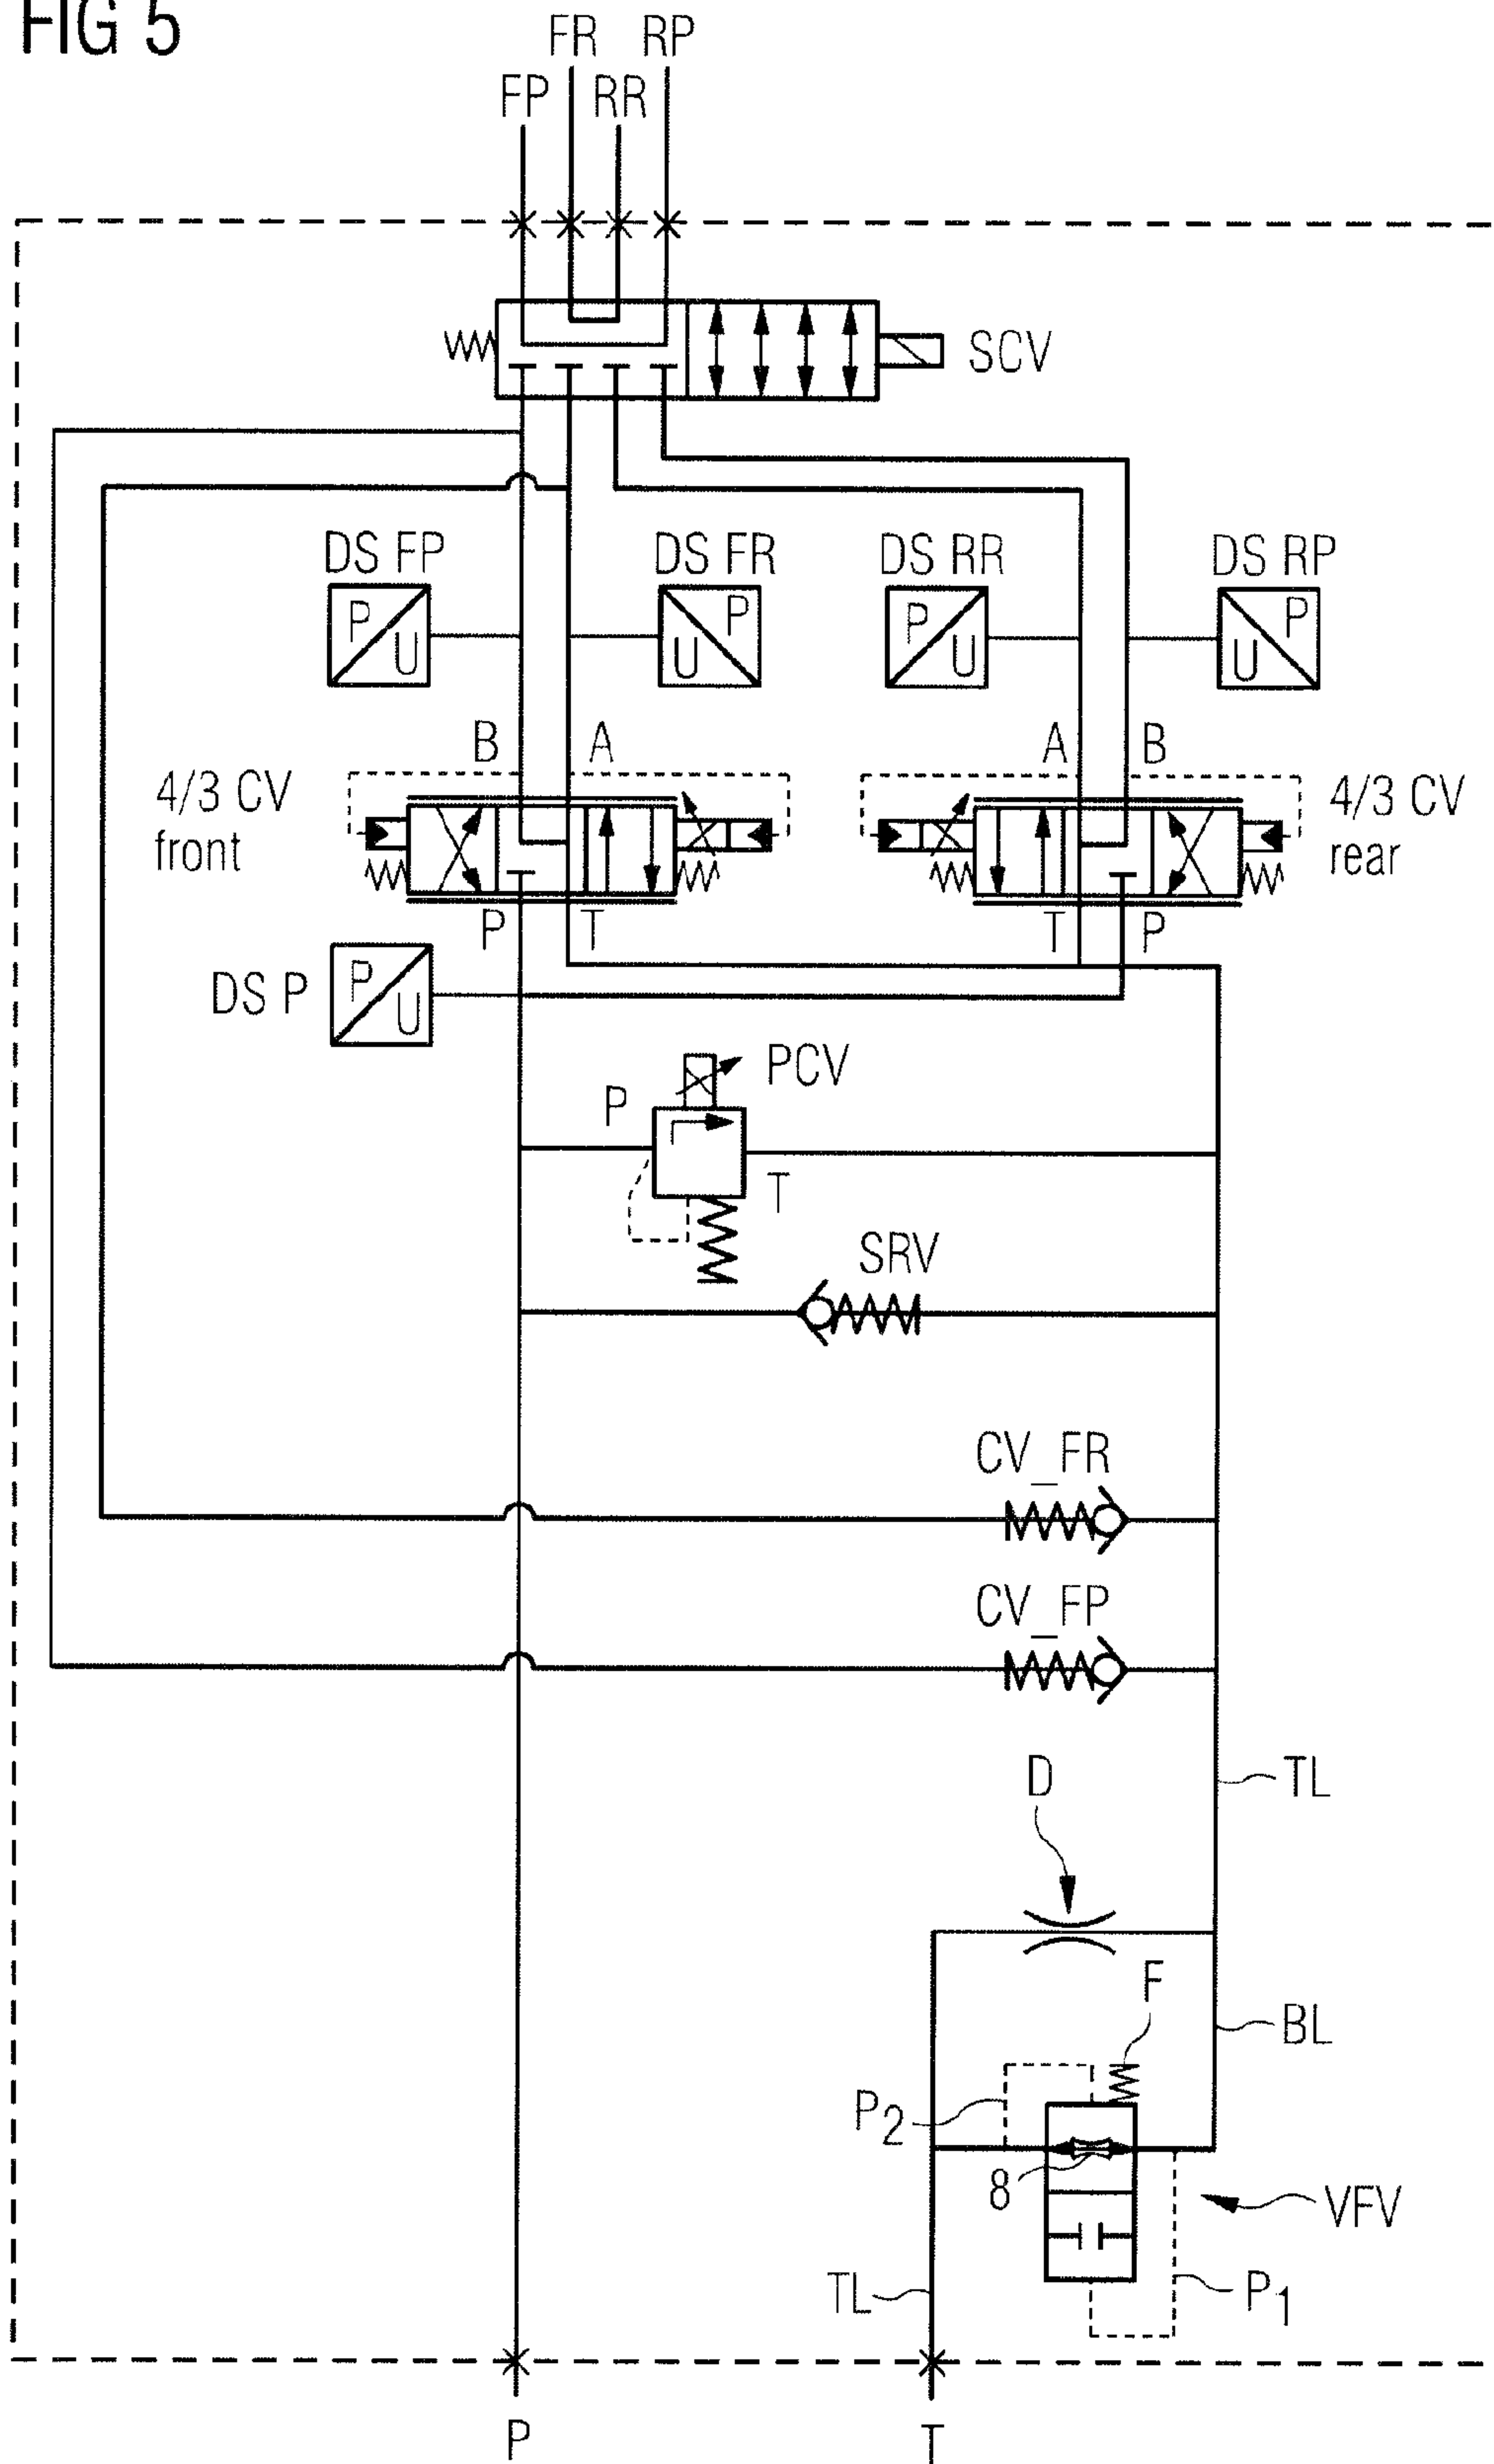 FIG 5
FR RP
FP RR
SCV
DS FP DS FR DS RR DS RP
P U U P P U U P
B A A B
4/3 CV
front
4/3 CV
rear
P T T P
DS P P U
PCV
P
T
SRV
CV_FR
CV_FP
D
TL
F
BL
P2
8
VFV
TL
P1
P T